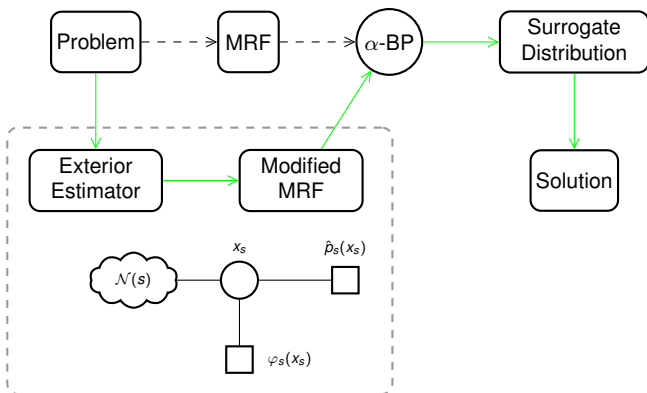 Problem
MRF
α-BP
Surrogate
Distribution
Exterior
Estimator
Modified
MRF
Solution
x_s
p̂_s(x_s)
𝒩(s)
φ_s(x_s)